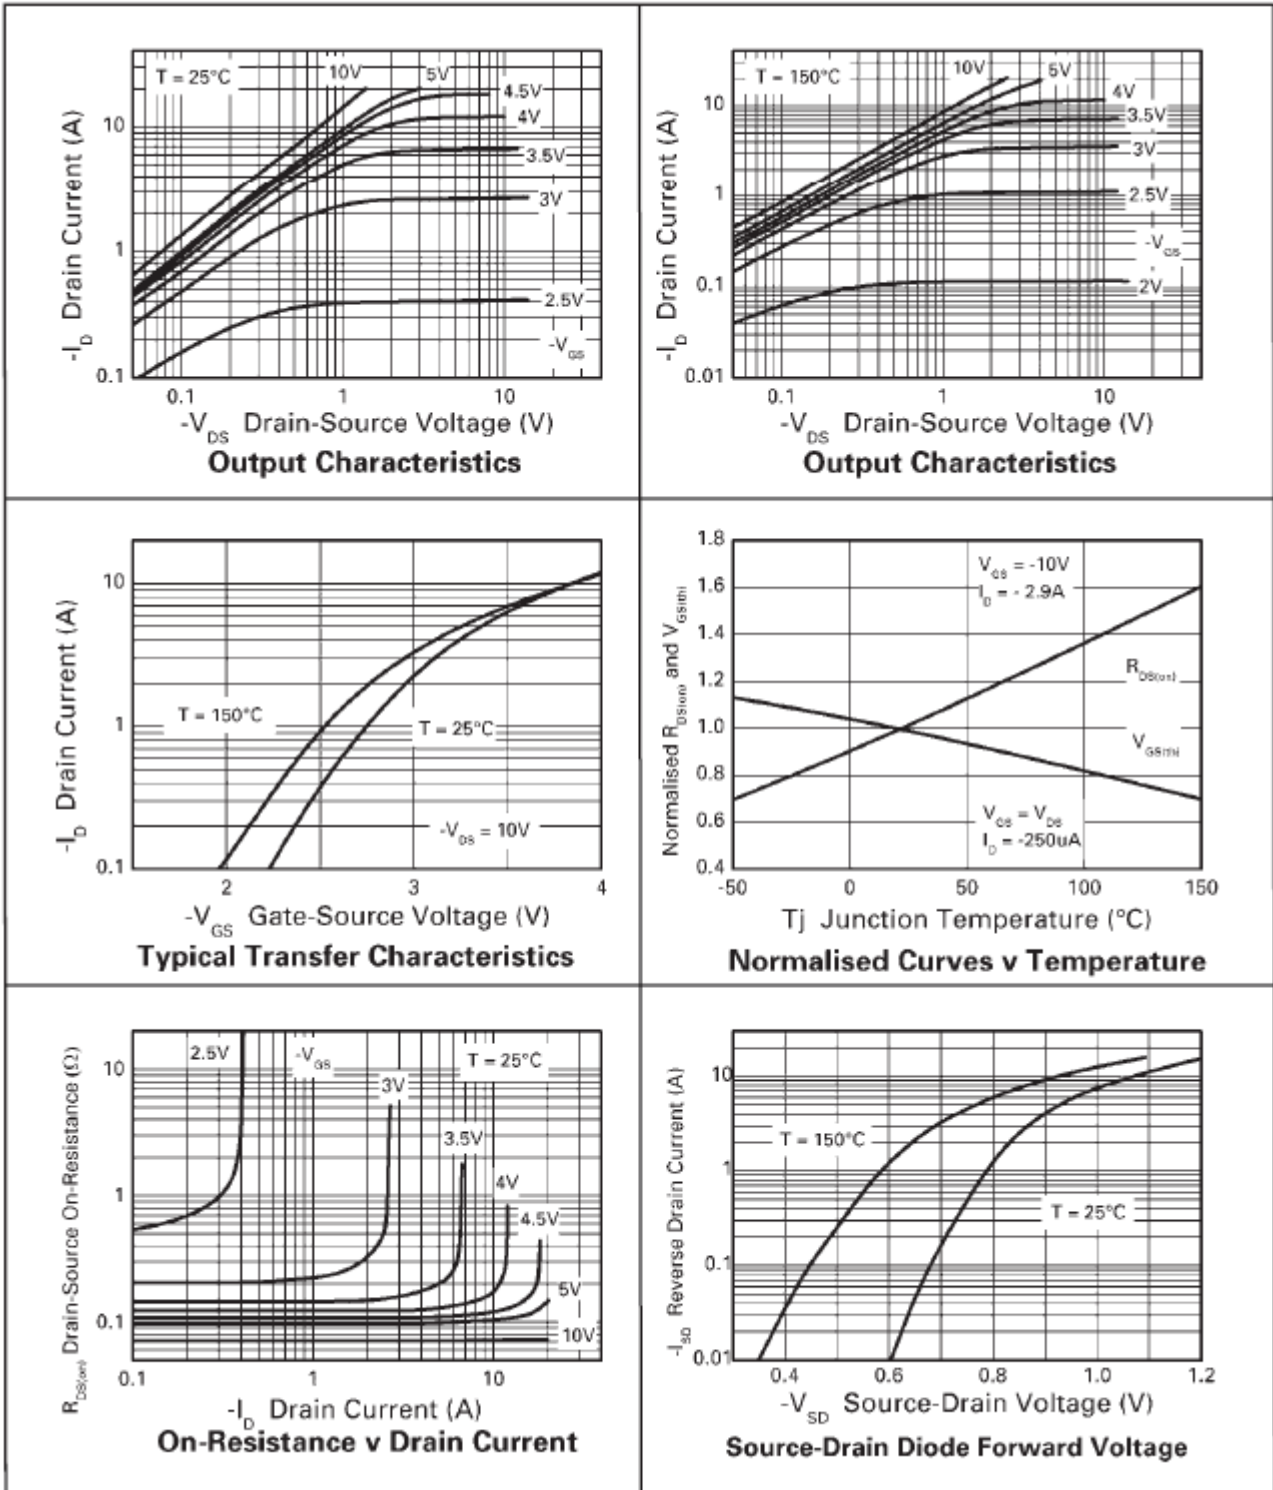 T = 25°C
10V
5V
4.5V
4V
3.5V
3V
2.5V
-VGS
10
1
0.1
-ID Drain Current (A)
0.1
1
10
-VDS Drain-Source Voltage (V)
Output Characteristics
T = 150°C
10V
5V
4V
3.5V
3V
2.5V
-VGS
2V
10
1
0.1
0.01
-ID Drain Current (A)
0.1
1
10
-VDS Drain-Source Voltage (V)
Output Characteristics
10
1
0.1
-ID Drain Current (A)
T = 150°C
T = 25°C
-VDS = 10V
2
3
4
-VGS Gate-Source Voltage (V)
Typical Transfer Characteristics
1.8
1.6
1.4
1.2
1.0
0.8
0.6
0.4
Normalised RDS(on) and VGS(th)
VGS = -10V
ID = - 2.9A
RDS(on)
VGS(th)
VGS = VDS
ID = -250uA
-50
0
50
100
150
Tj Junction Temperature (°C)
Normalised Curves v Temperature
2.5V
-VGS
T = 25°C
3V
3.5V
4V
4.5V
5V
10V
10
1
0.1
RDS(on) Drain-Source On-Resistance (Ω)
0.1
1
10
-ID Drain Current (A)
On-Resistance v Drain Current
10
1
0.1
0.01
-ISD Reverse Drain Current (A)
T = 150°C
T = 25°C
0.4
0.6
0.8
1.0
1.2
-VSD Source-Drain Voltage (V)
Source-Drain Diode Forward Voltage